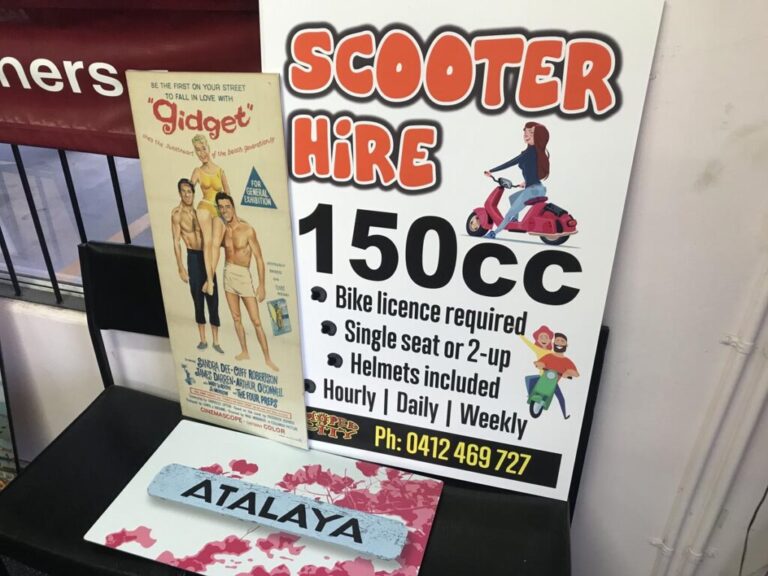 ners
BE THE FIRST ON YOUR STREET
TO FALL IN LOVE WITH
"gidget"
FOR
GENERAL
EXHIBITION
SANDRA DEE · CLIFF ROBERTSON
JAMES DARREN · ARTHUR O'CONNELL
THE FOUR PREPS
CINEMASCOPE
COLOR
SCOOTER
HiRE
150cc
Bike licence required
Single seat or 2-up
Helmets included
Hourly | Daily | Weekly
MOPED
CITY
Ph: 0412 469 727
ATALAYA